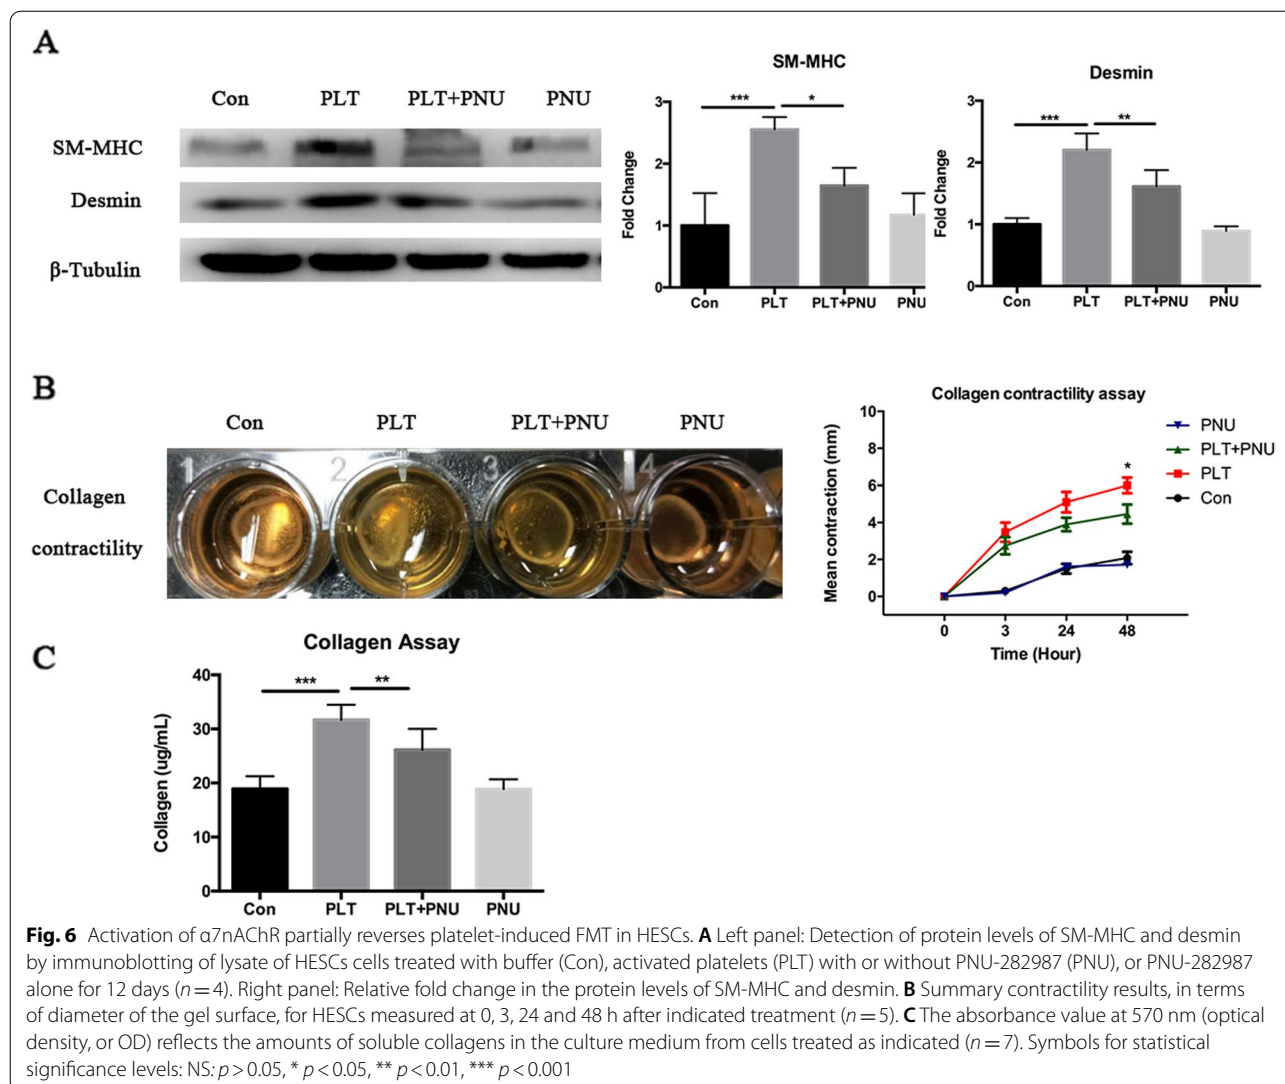 A
Con PLT PLT+PNU PNU
SM-MHC
Desmin
β-Tubulin
SM-MHC
*** *
Fold Change
3
2
1
0
Con PLT PLT+PNU PNU
Desmin
*** **
Fold Change
3
2
1
0
Con PLT PLT+PNU PNU
B
Con PLT PLT+PNU PNU
Collagen
contractility
1 2 3 4
Collagen contractility assay
Mean contraction (mm)
10
8
6
4
2
0
0 3 24 48
Time (Hour)
*
PNU
PLT+PNU
PLT
Con
C
Collagen Assay
*** **
Collagen (ug/mL)
40
30
20
10
0
Con PLT PLT+PNU PNU
Fig. 6 Activation of α7nAChR partially reverses platelet-induced FMT in HESCs. A Left panel: Detection of protein levels of SM-MHC and desmin
by immunoblotting of lysate of HESCs cells treated with buffer (Con), activated platelets (PLT) with or without PNU-282987 (PNU), or PNU-282987
alone for 12 days (n = 4). Right panel: Relative fold change in the protein levels of SM-MHC and desmin. B Summary contractility results, in terms
of diameter of the gel surface, for HESCs measured at 0, 3, 24 and 48 h after indicated treatment (n = 5). C The absorbance value at 570 nm (optical
density, or OD) reflects the amounts of soluble collagens in the culture medium from cells treated as indicated (n = 7). Symbols for statistical
significance levels: NS: p > 0.05, * p < 0.05, ** p < 0.01, *** p < 0.001